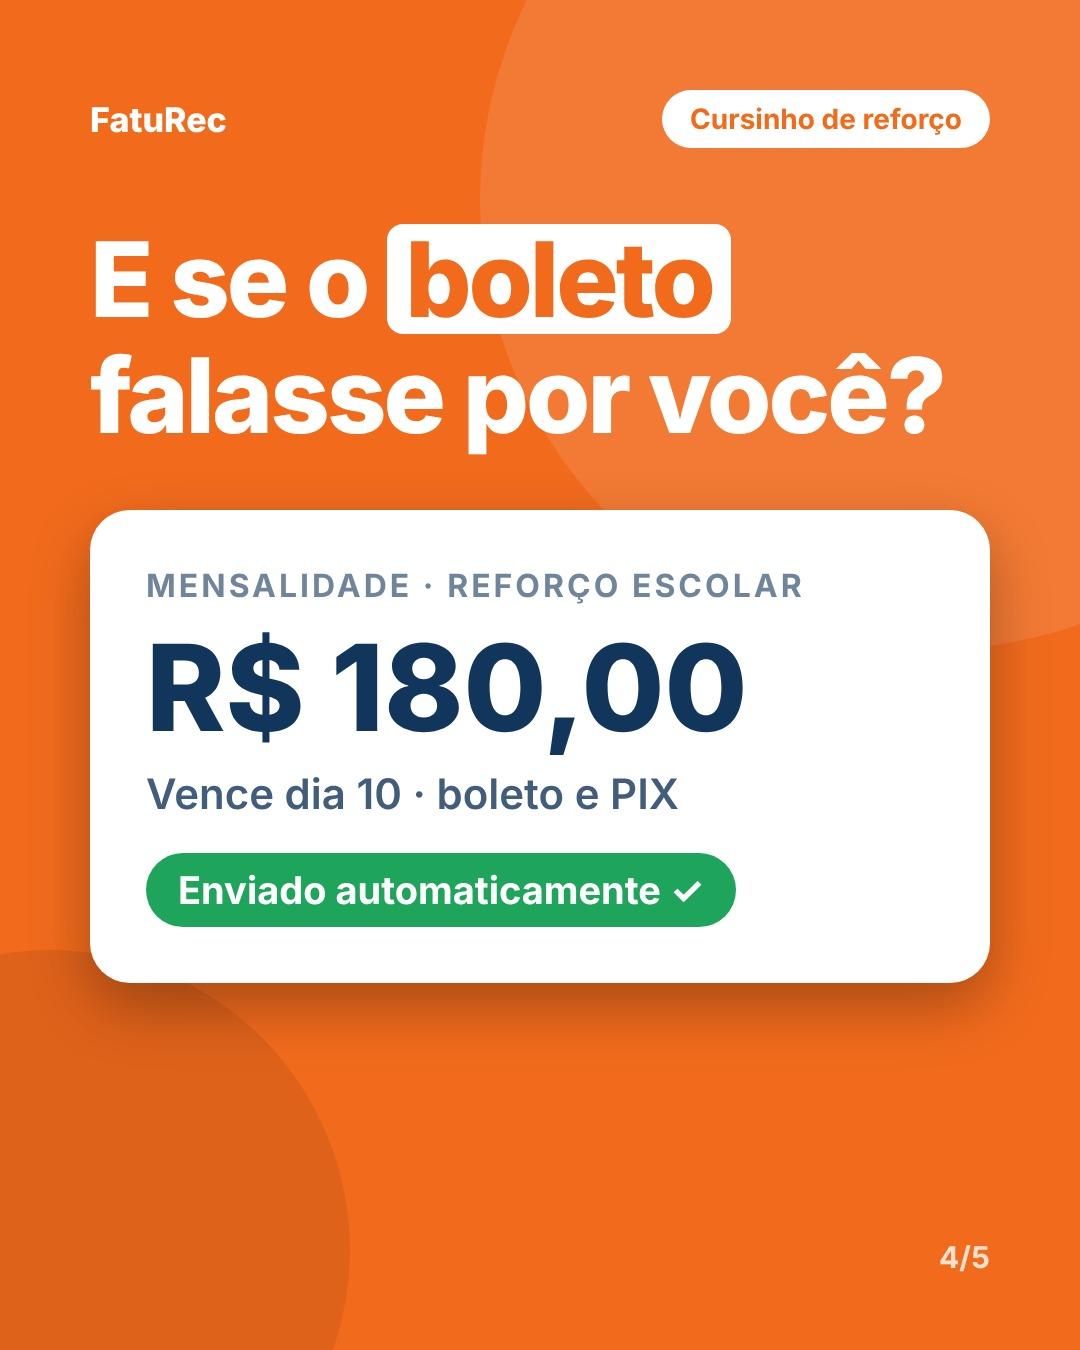 FatuRec
Cursinho de reforço
E se o boleto
falasse por você?
MENSALIDADE · REFORÇO ESCOLAR
R$ 180,00
Vence dia 10 · boleto e PIX
Enviado automaticamente ✓
4/5